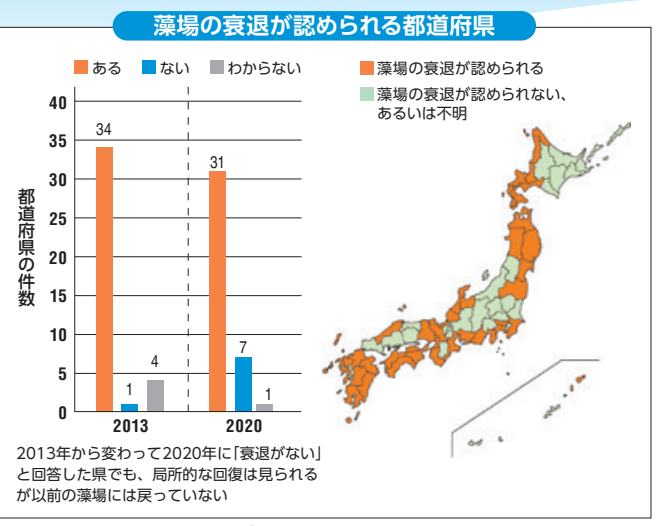 藻場の衰退が認められる都道府県
ある ない わからない
都道府県の件数
40
35
30
25
20
15
10
5
0
34
1
4
31
7
1
2013 2020
藻場の衰退が認められる
藻場の衰退が認められない、
あるいは不明
2013年から変わって2020年に「衰退がない」
と回答した県でも、局所的な回復は見られる
が以前の藻場には戻っていない